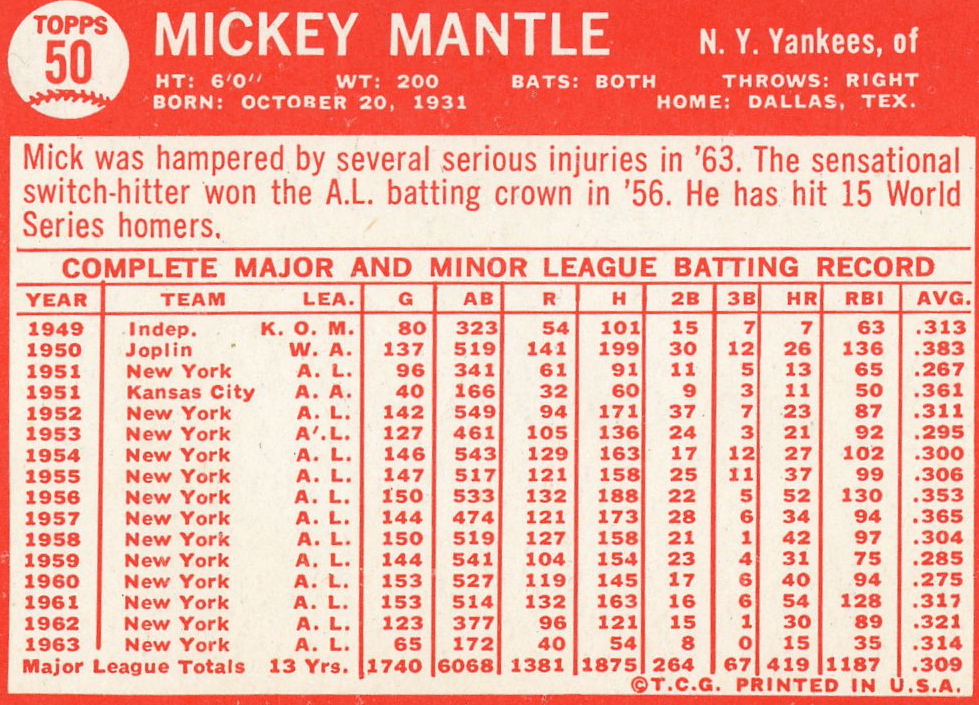 TOPPS
50
MICKEY MANTLE N. Y. Yankees, of
HT: 6'0" WT: 200 BATS: BOTH THROWS: RIGHT
BORN: OCTOBER 20, 1931 HOME: DALLAS, TEX.
Mick was hampered by several serious injuries in '63. The sensational
switch-hitter won the A.L. batting crown in '56. He has hit 15 World
Series homers.
COMPLETE MAJOR AND MINOR LEAGUE BATTING RECORD
YEAR TEAM LEA. G AB R H 2B 3B HR RBI AVG.
1949 Indep. K. O. M. 80 323 54 101 15 7 7 63 .313
1950 Joplin W. A. 137 519 141 199 30 12 26 136 .383
1951 New York A. L. 96 341 61 91 11 5 13 65 .267
1951 Kansas City A. A. 40 166 32 60 9 3 11 50 .361
1952 New York A. L. 142 549 94 171 37 7 23 87 .311
1953 New York A. L. 127 461 105 136 24 3 21 92 .295
1954 New York A. L. 146 543 129 163 17 12 27 102 .300
1955 New York A. L. 147 517 121 158 25 11 37 99 .306
1956 New York A. L. 150 533 132 188 22 5 52 130 .353
1957 New York A. L. 144 474 121 173 28 6 34 94 .365
1958 New York A. L. 150 519 127 158 21 1 42 97 .304
1959 New York A. L. 144 541 104 154 23 4 31 75 .285
1960 New York A. L. 153 527 119 145 17 6 40 94 .275
1961 New York A. L. 153 514 132 163 16 6 54 128 .317
1962 New York A. L. 123 377 96 121 15 1 30 89 .321
1963 New York A. L. 65 172 40 54 8 0 15 35 .314
Major League Totals 13 Yrs. 1740 6068 1381 1875 264 67 419 1187 .309
©T.C.G. PRINTED IN U.S.A.